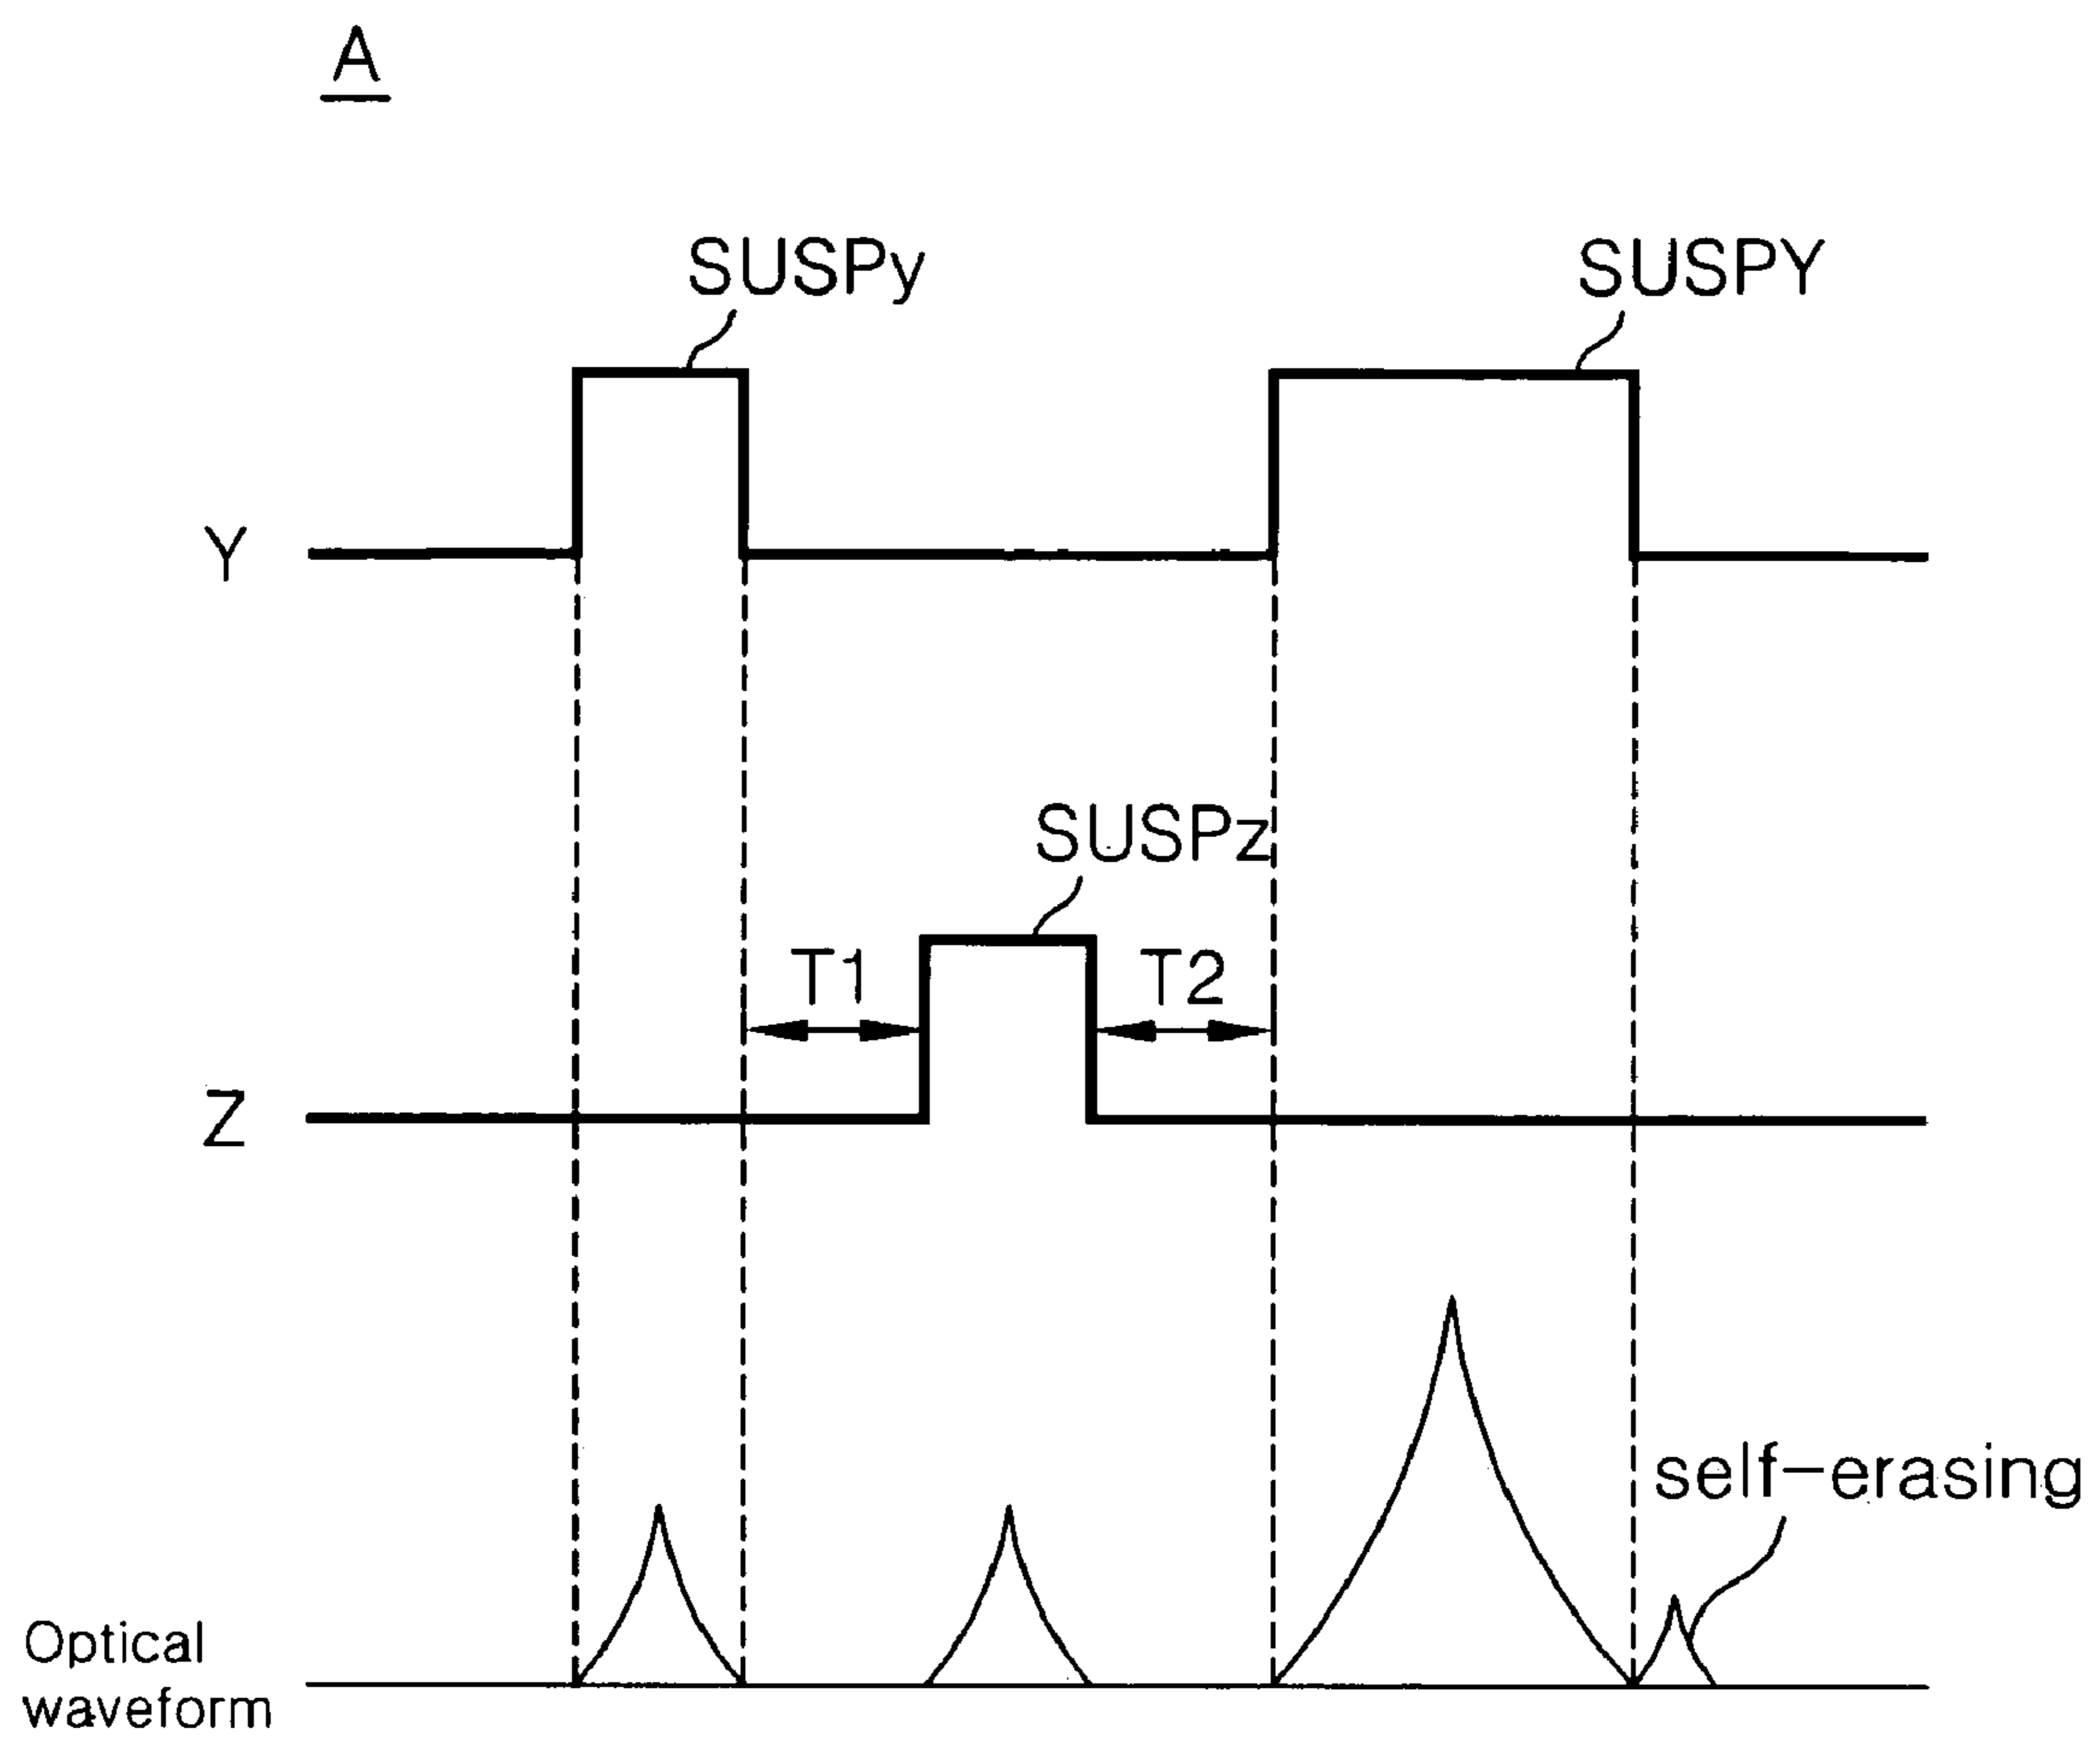 A
SUSPy
SUSPY
Y
SUSPz
T1
T2
Z
self-erasing
Optical
waveform